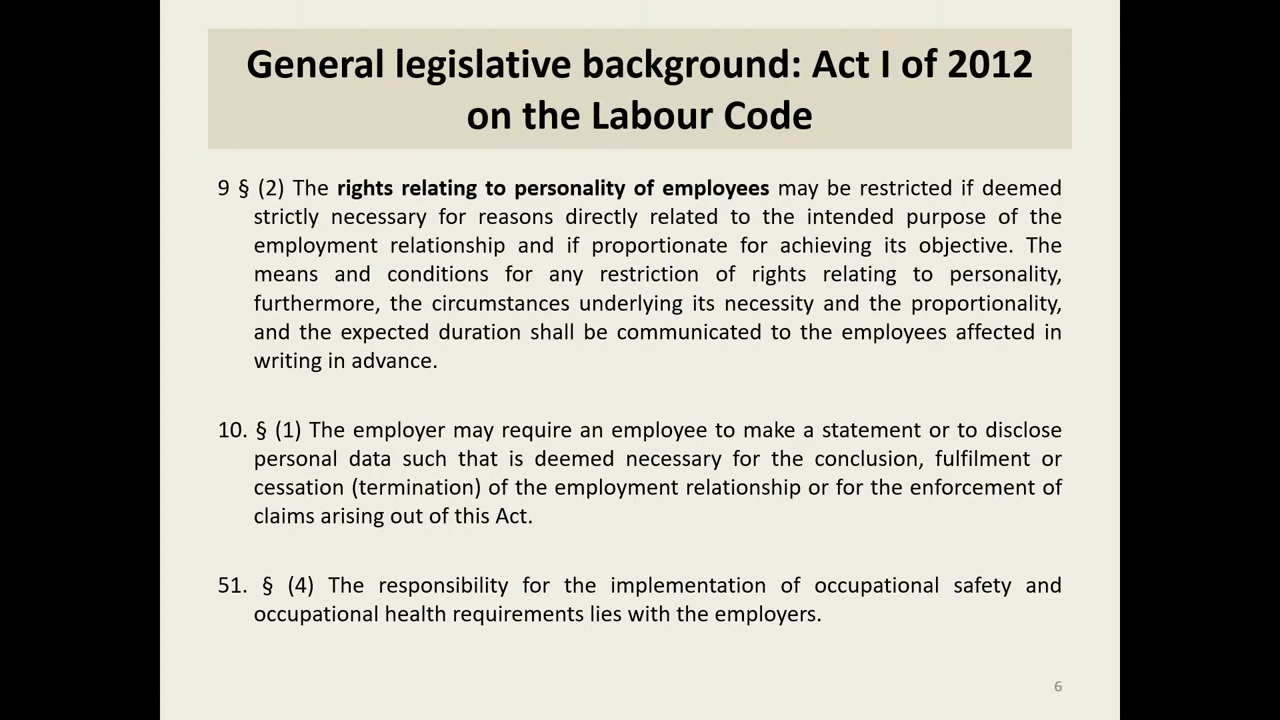 General legislative background: Act I of 2012
on the Labour Code
9 § (2) The rights relating to personality of employees may be restricted if deemed
strictly necessary for reasons directly related to the intended purpose of the
employment relationship and if proportionate for achieving its objective. The
means and conditions for any restriction of rights relating to personality,
furthermore, the circumstances underlying its necessity and the proportionality,
and the expected duration shall be communicated to the employees affected in
writing in advance.
10. § (1) The employer may require an employee to make a statement or to disclose
personal data such that is deemed necessary for the conclusion, fulfilment or
cessation (termination) of the employment relationship or for the enforcement of
claims arising out of this Act.
51. § (4) The responsibility for the implementation of occupational safety and
occupational health requirements lies with the employers.
6